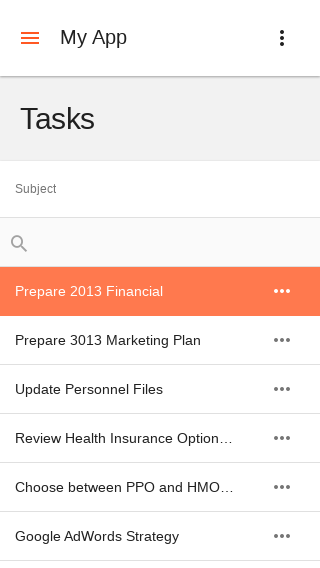 My App
Tasks
Subject
Prepare 2013 Financial
Prepare 3013 Marketing Plan
Update Personnel Files
Review Health Insurance Option…
Choose between PPO and HMO…
Google AdWords Strategy